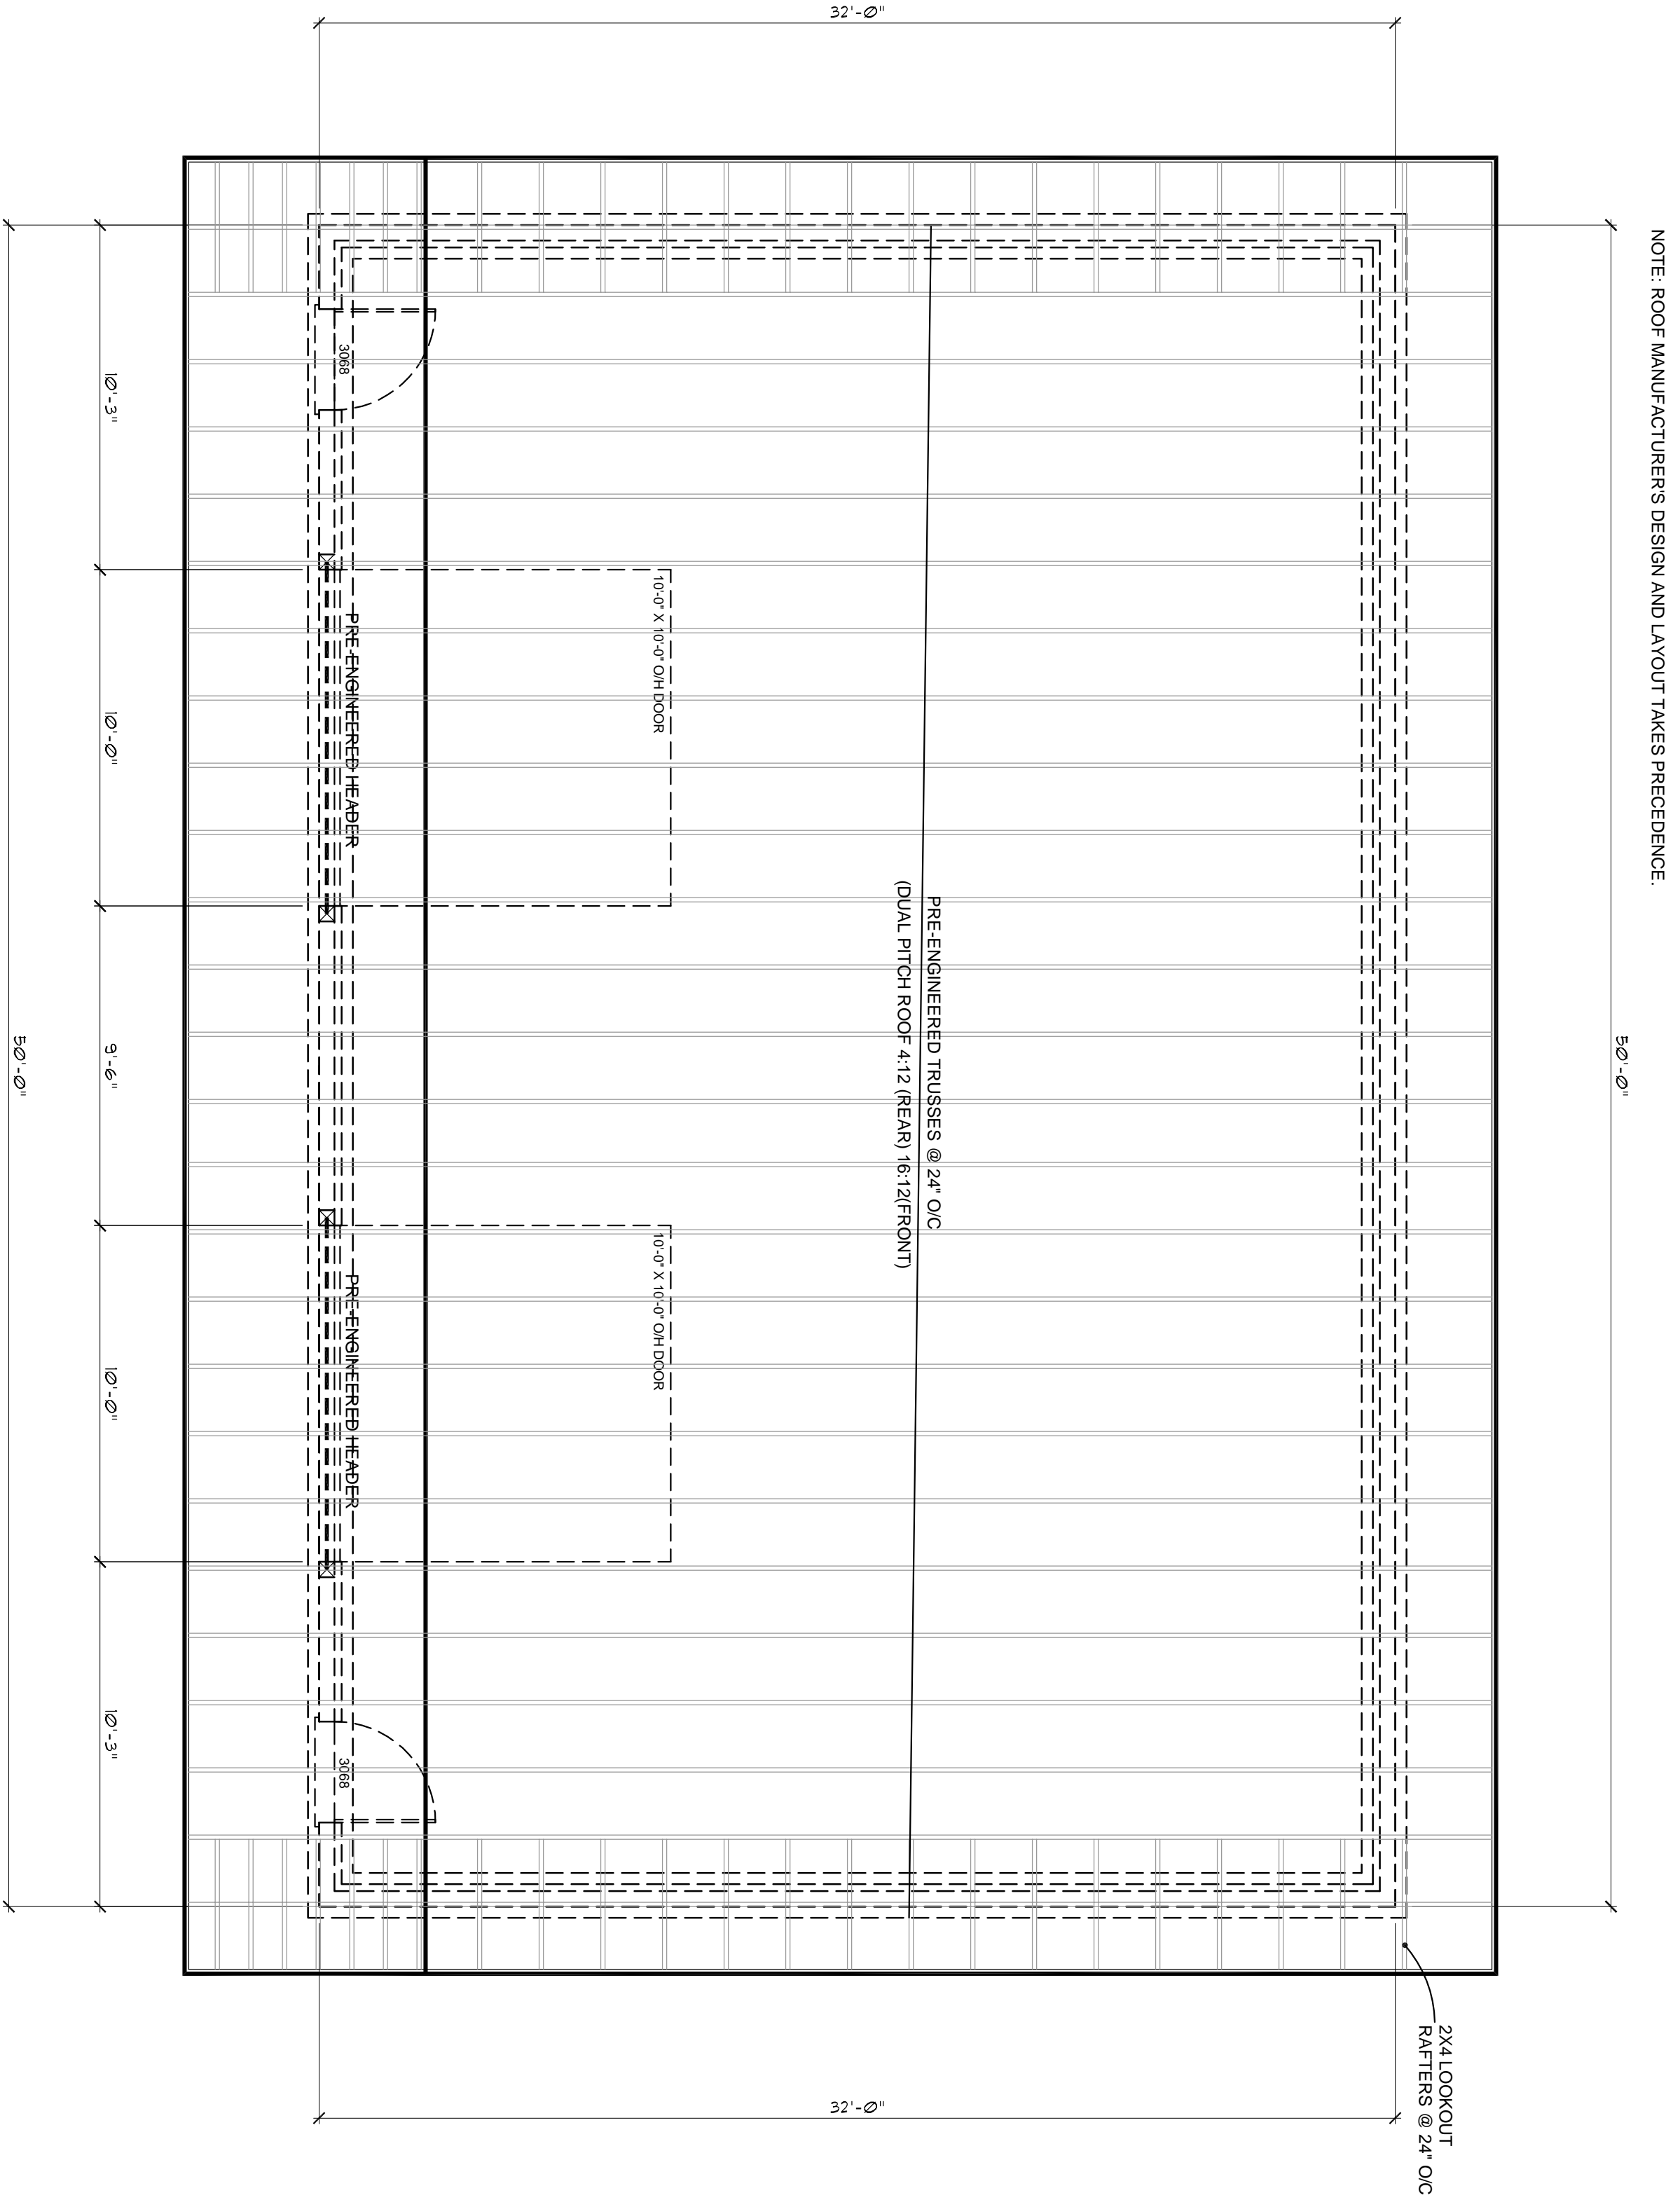 NOTE: ROOF MANUFACTURER'S DESIGN AND LAYOUT TAKES PRECEDENCE.
50'-0"
32'-0"
2X4 LOOKOUT
RAFTERS @ 24" O/C
PRE-ENGINEERED TRUSSES @ 24" O/C
(DUAL PITCH ROOF 4:12 (REAR) 16:12(FRONT)
10'-0" X 10'-0" O/H DOOR
10'-0" X 10'-0" O/H DOOR
3068
PRE-ENGINEERED HEADER
PRE-ENGINEERED HEADER
3068
32'-0"
10'-3"
10'-0"
9'-6"
10'-0"
10'-3"
50'-0"